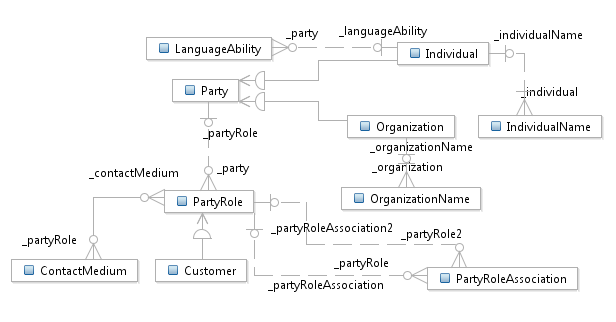 _party
_languageAbility
_individualName
LanguageAbility
Individual
Party
_individual
Organization
IndividualName
_partyRole
_organizationName
_organization
_contactMedium
_party
PartyRole
OrganizationName
_partyRoleAssociation2
_partyRole2
_partyRole
_partyRole
ContactMedium
Customer
_partyRoleAssociation
PartyRoleAssociation